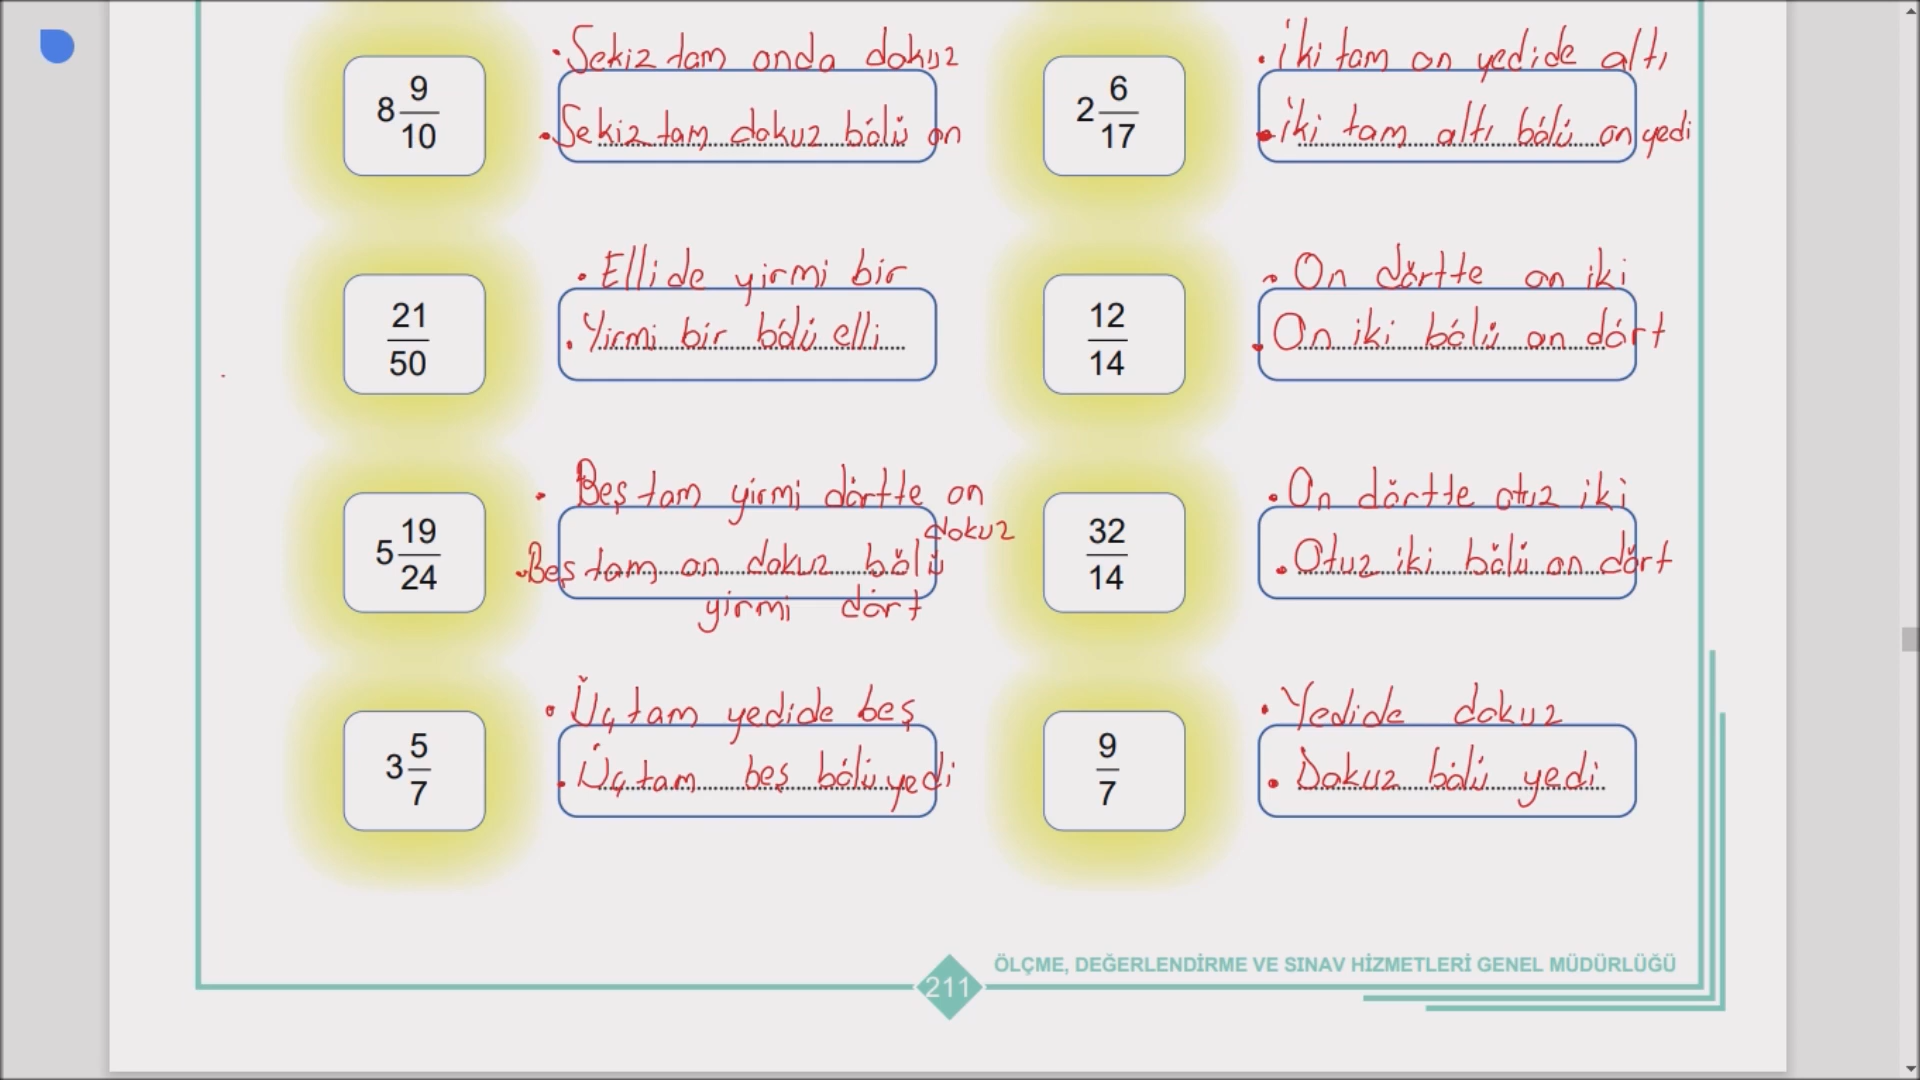 8 9/10
• Sekiz tam onda dokuz
• Sekiz tam dokuz bölü on
2 6/17
• İki tam on yedide altı
• İki tam altı bölü on yedi
21/50
• Ellide yirmi bir
• Yirmi bir bölü elli
12/14
• On dörtte on iki
• On iki bölü on dört
5 19/24
• Beş tam yirmi dörtte on
dokuz
• Beş tam on dokuz bölü
yirmi dört
32/14
• On dörtte otuz iki
• Otuz iki bölü on dört
3 5/7
• Üç tam yedide beş
• Üç tam beş bölü yedi
9/7
• Yedide dokuz
• Dokuz bölü yedi
ÖLÇME, DEĞERLENDİRME VE SINAV HİZMETLERİ GENEL MÜDÜRLÜĞÜ
211